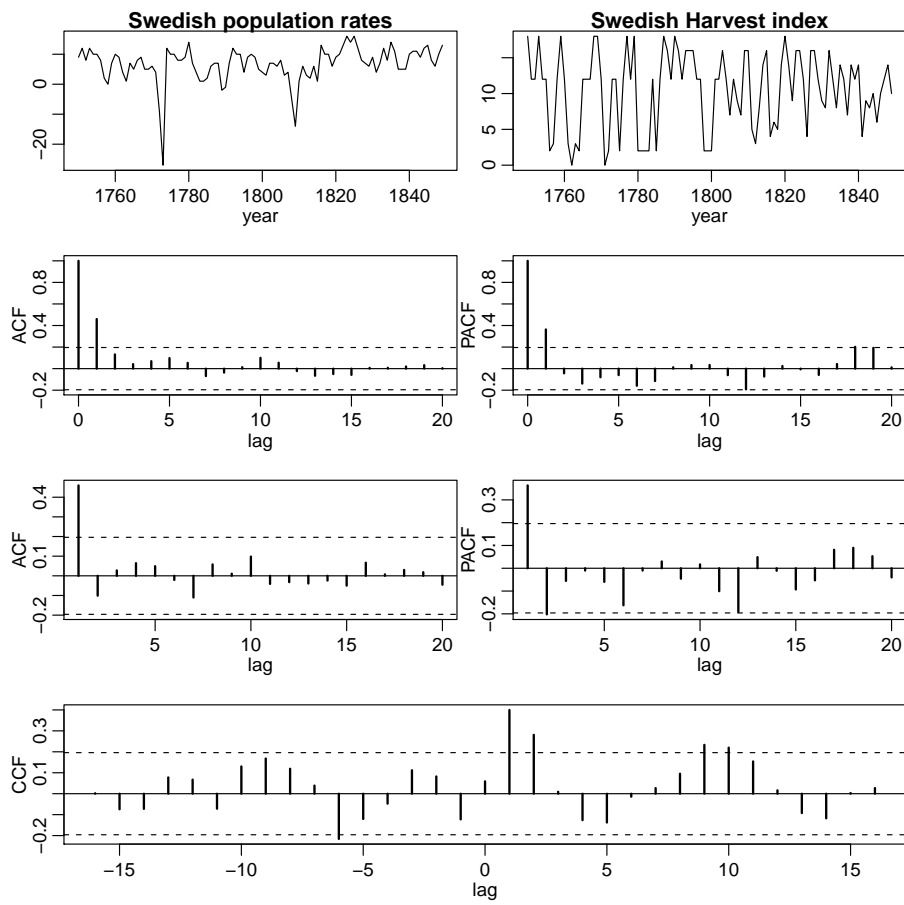 Swedish population rates
Swedish Harvest index
0
−20
1760 1780 1800 1820 1840
year
10
5
0
1760 1780 1800 1820 1840
year
ACF
0.8
0.4
−0.2
0 5 10 15 20
lag
PACF
0.8
0.4
−0.2
0 5 10 15 20
lag
ACF
0.4
0.1
−0.2
5 10 15 20
lag
PACF
0.3
0.1
−0.2
5 10 15 20
lag
CCF
0.3
0.1
−0.2
−15 −10 −5 0 5 10 15
lag